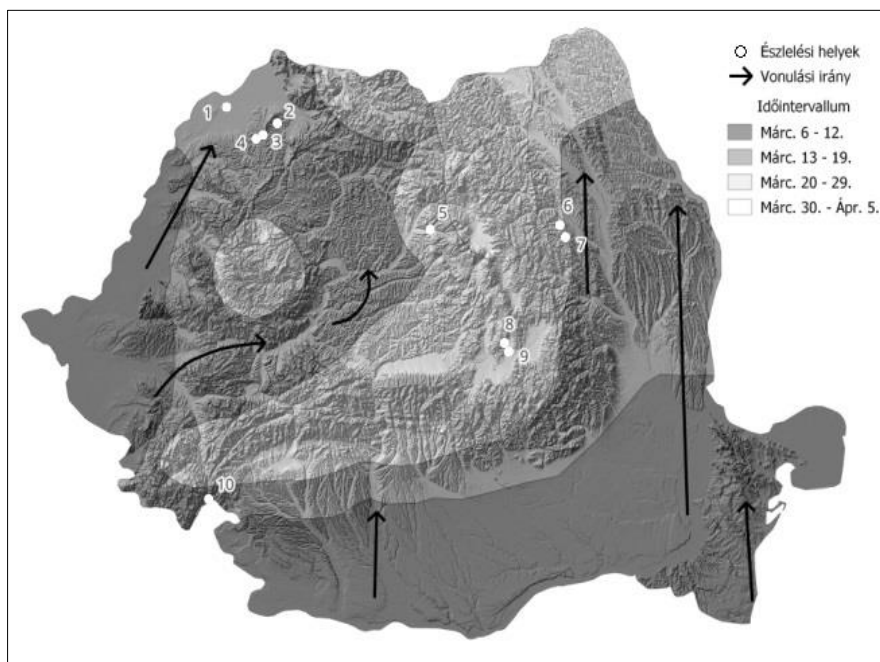 Észlelési helyek
Vonulási irány
Időintervallum
Márc. 6 - 12.
Márc. 13 - 19.
Márc. 20 - 29.
Márc. 30. - Ápr. 5.
1
2
3
4
5
6
7
8
9
10